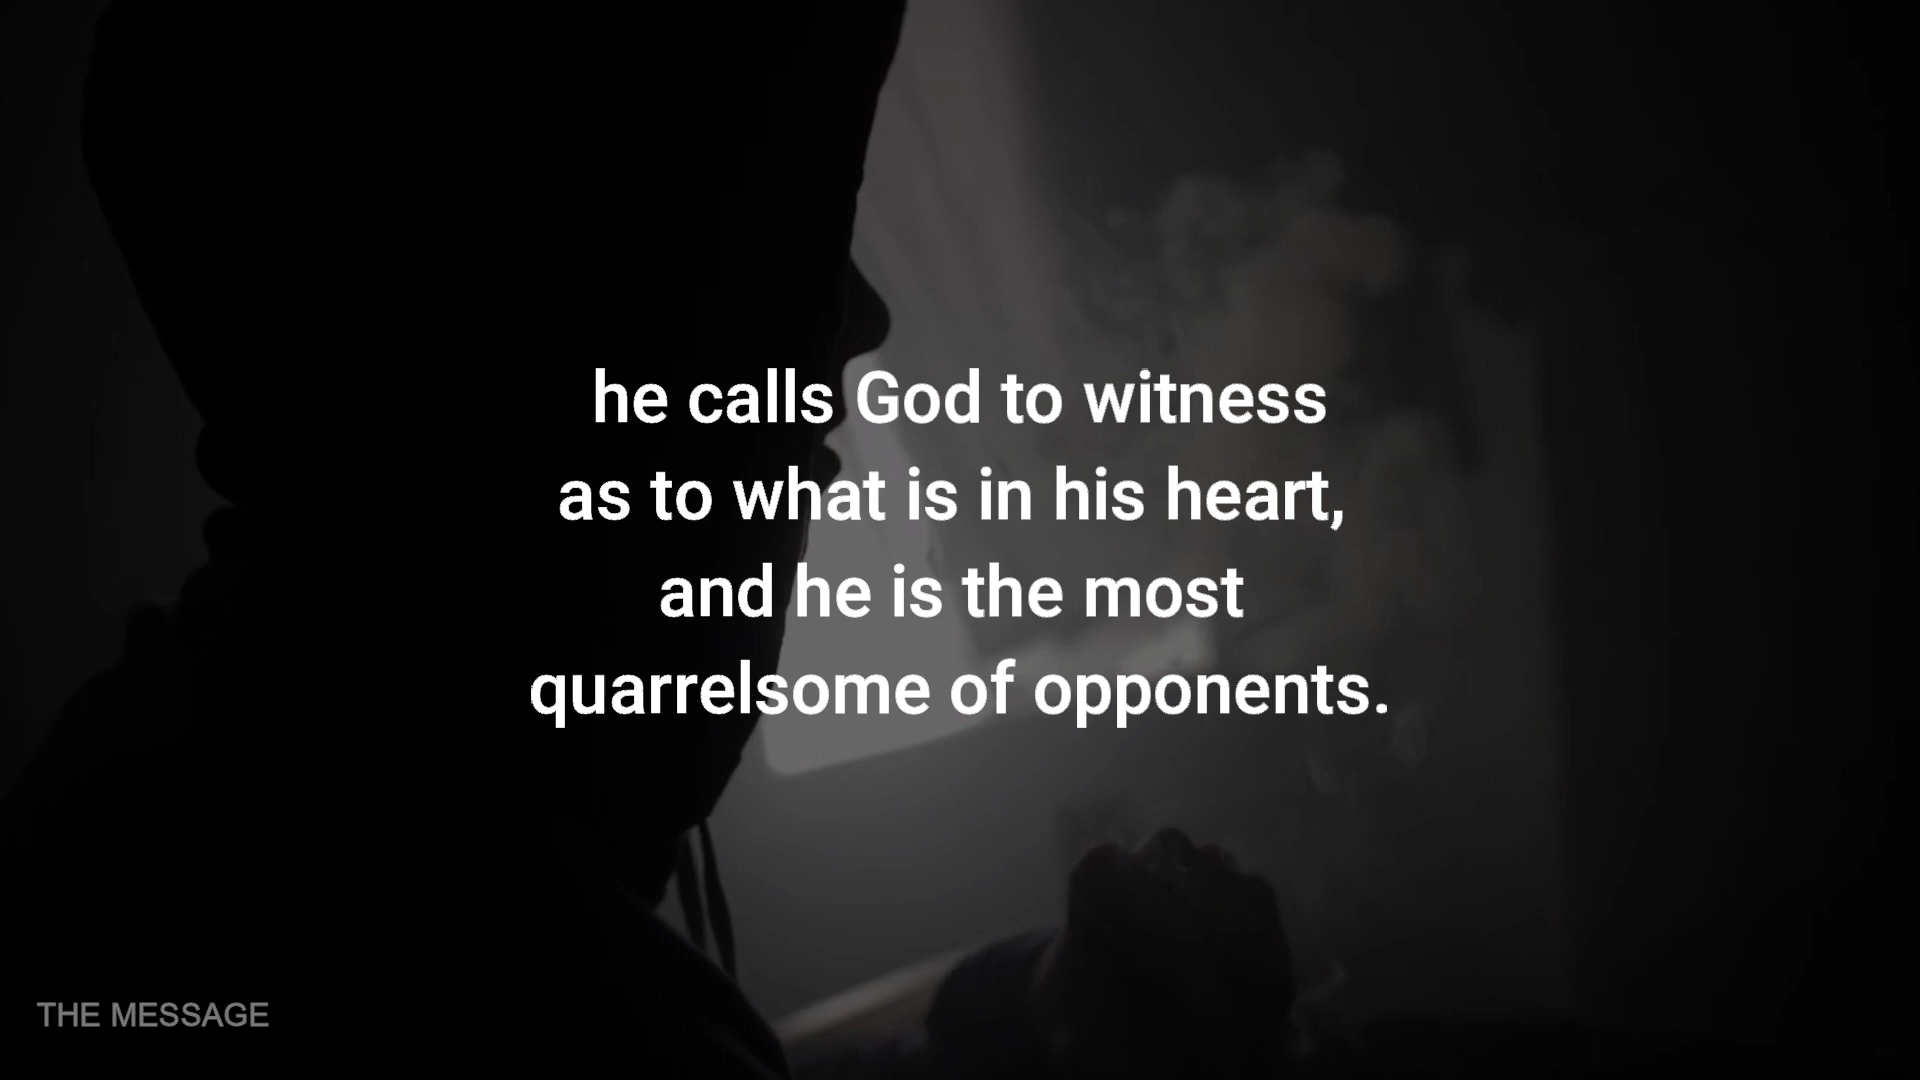 he calls God to witness
as to what is in his heart,
and he is the most
quarrelsome of opponents.
THE MESSAGE